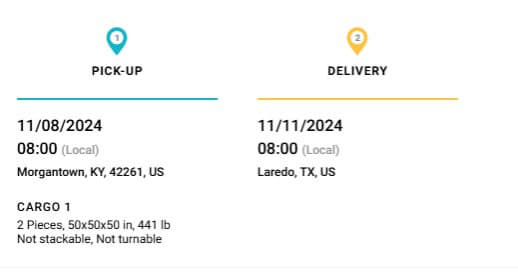 1
PICK-UP
11/08/2024
08:00 (Local)
Morgantown, KY, 42261, US
CARGO 1
2 Pieces, 50x50x50 in, 441 lb
Not stackable, Not turnable
2
DELIVERY
11/11/2024
08:00 (Local)
Laredo, TX, US